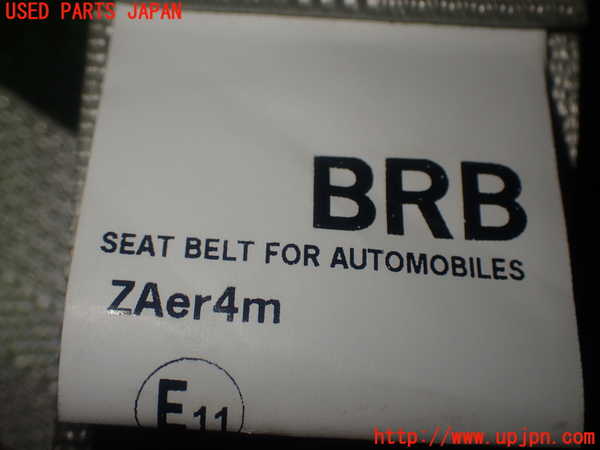 USED PARTS JAPAN
BRB
SEAT BELT FOR AUTOMOBILES
ZAer4m
E11
http://www.upjpn.com